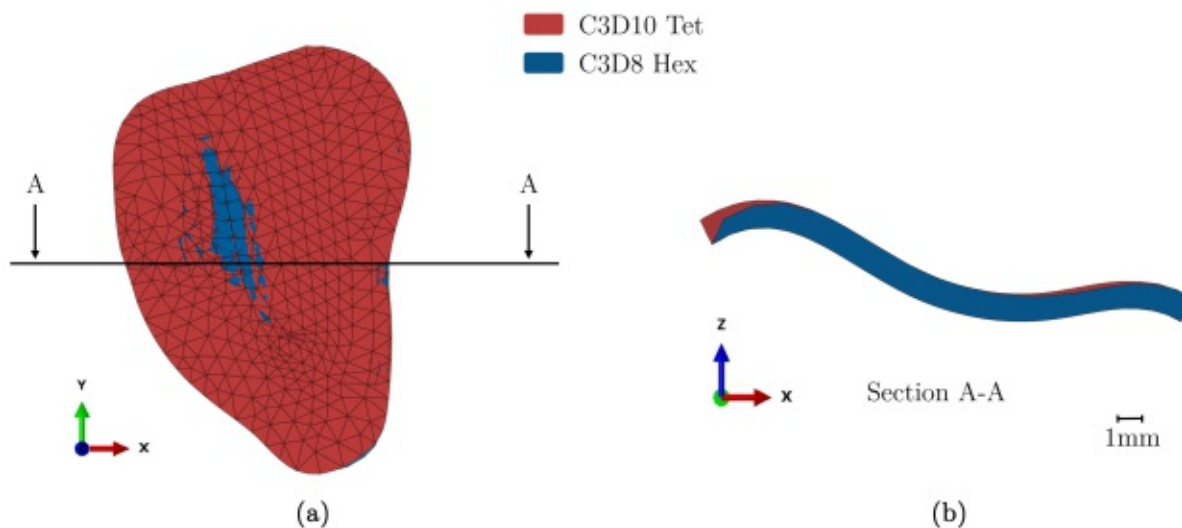 C3D10 Tet
C3D8 Hex
A
A
Y
X
(a)
Z
X
Section A-A
1mm
(b)